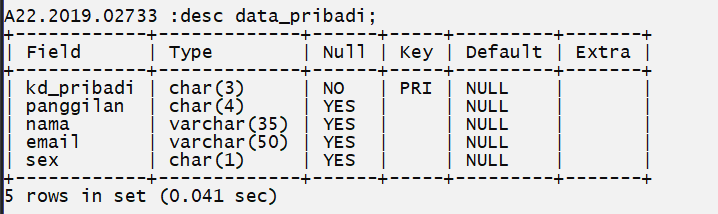 A22.2019.02733 :desc data_pribadi;
+------------+-------------+------+-----+---------+-------+
| Field      | Type        | Null | Key | Default | Extra |
+------------+-------------+------+-----+---------+-------+
| kd_pribadi | char(3)     | NO   | PRI | NULL    |       |
| panggilan  | char(4)     | YES  |     | NULL    |       |
| nama       | varchar(35) | YES  |     | NULL    |       |
| email      | varchar(50) | YES  |     | NULL    |       |
| sex        | char(1)     | YES  |     | NULL    |       |
+------------+-------------+------+-----+---------+-------+
5 rows in set (0.041 sec)